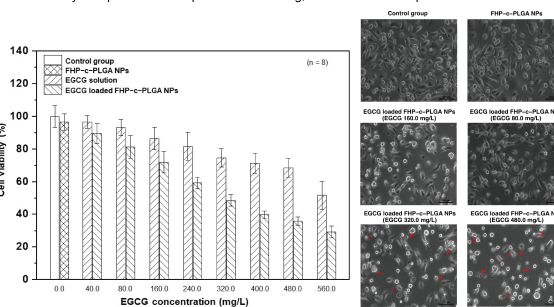 140
120
100
80
60
40
20
0
Cell Viability (%)
Control group
FHP-c-PLGA NPs
EGCG solution
EGCG loaded FHP-c-PLGA NPs
(n = 8)
0.0 40.0 80.0 160.0 240.0 320.0 400.0 480.0 560.0
EGCG concentration (mg/L)
Control group
FHP-c-PLGA NPs
EGCG loaded FHP-c-PLGA NPs
(EGCG 160.0 mg/L)
EGCG loaded FHP-c-PLGA N
(EGCG 80.0 mg/L)
EGCG loaded FHP-c-PLGA NPs
(EGCG 320.0 mg/L)
EGCG loaded FHP-c-PLGA N
(EGCG 480.0 mg/L)